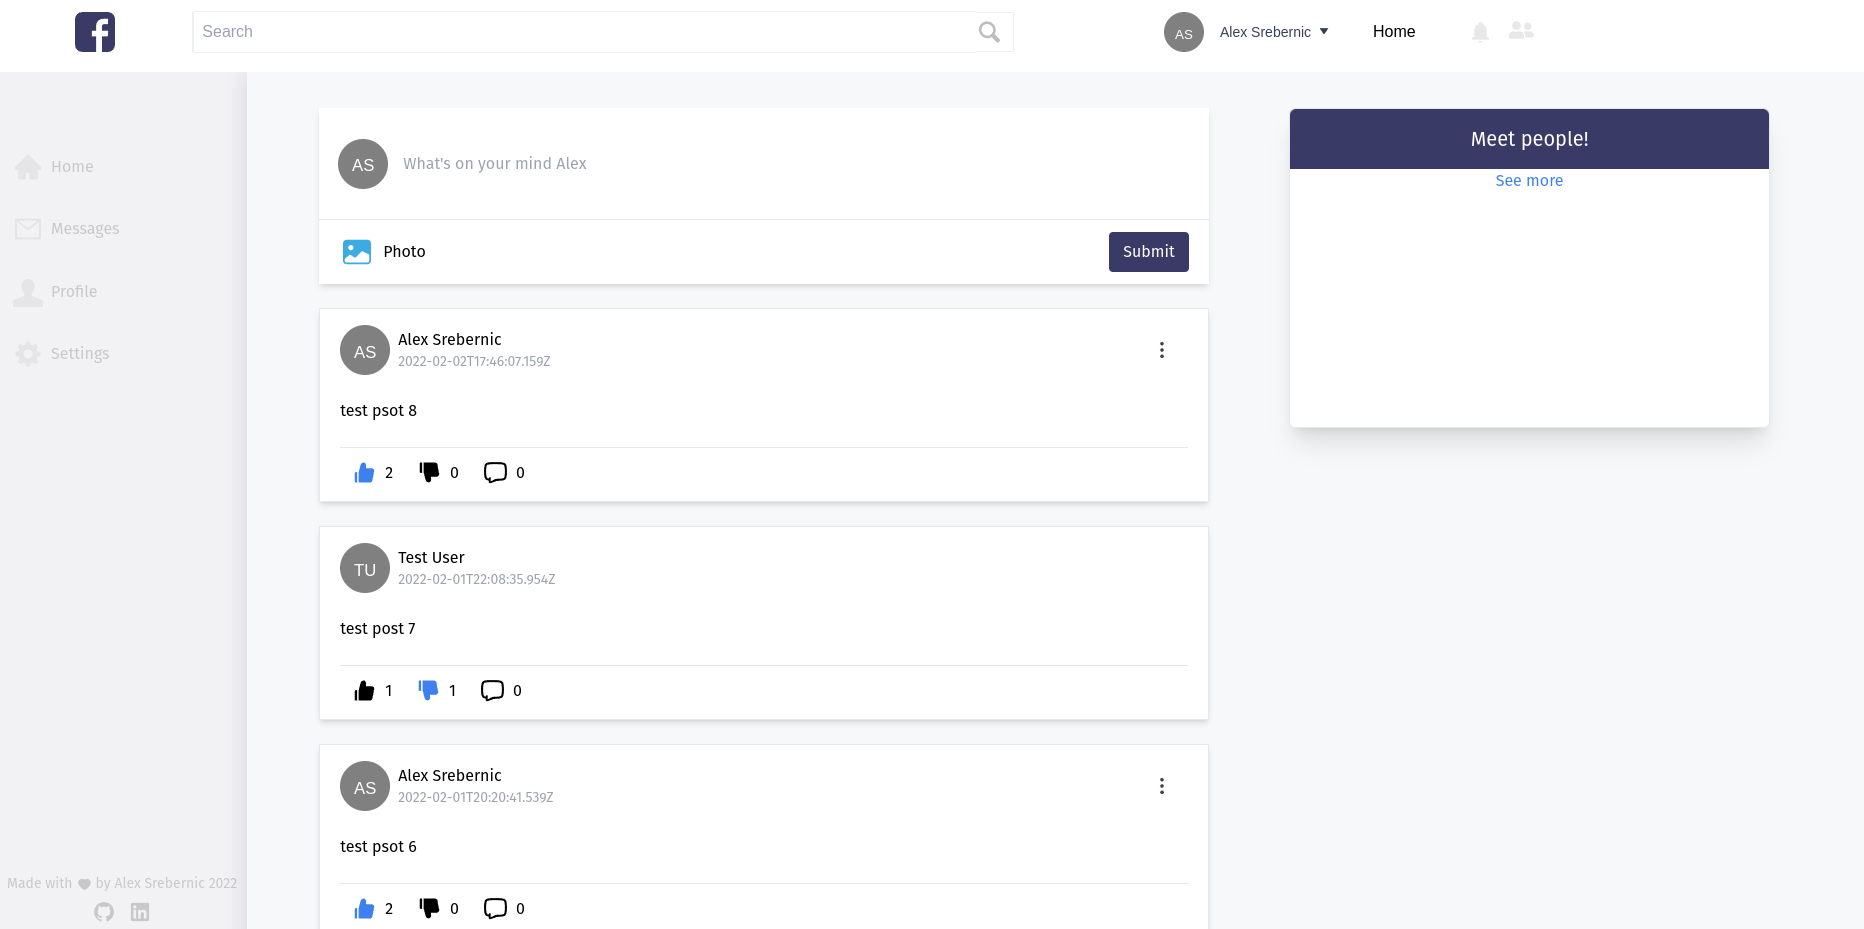 Search
AS
Alex Srebernic
Home
Home
Messages
Profile
Settings
Made with by Alex Srebernic 2022
AS
What's on your mind Alex
Photo
Submit
AS
Alex Srebernic
2022-02-02T17:46:07.159Z
test psot 8
2 0 0
TU
Test User
2022-02-01T22:08:35.954Z
test post 7
1 1 0
AS
Alex Srebernic
2022-02-01T20:20:41.539Z
test psot 6
2 0 0
Meet people!
See more